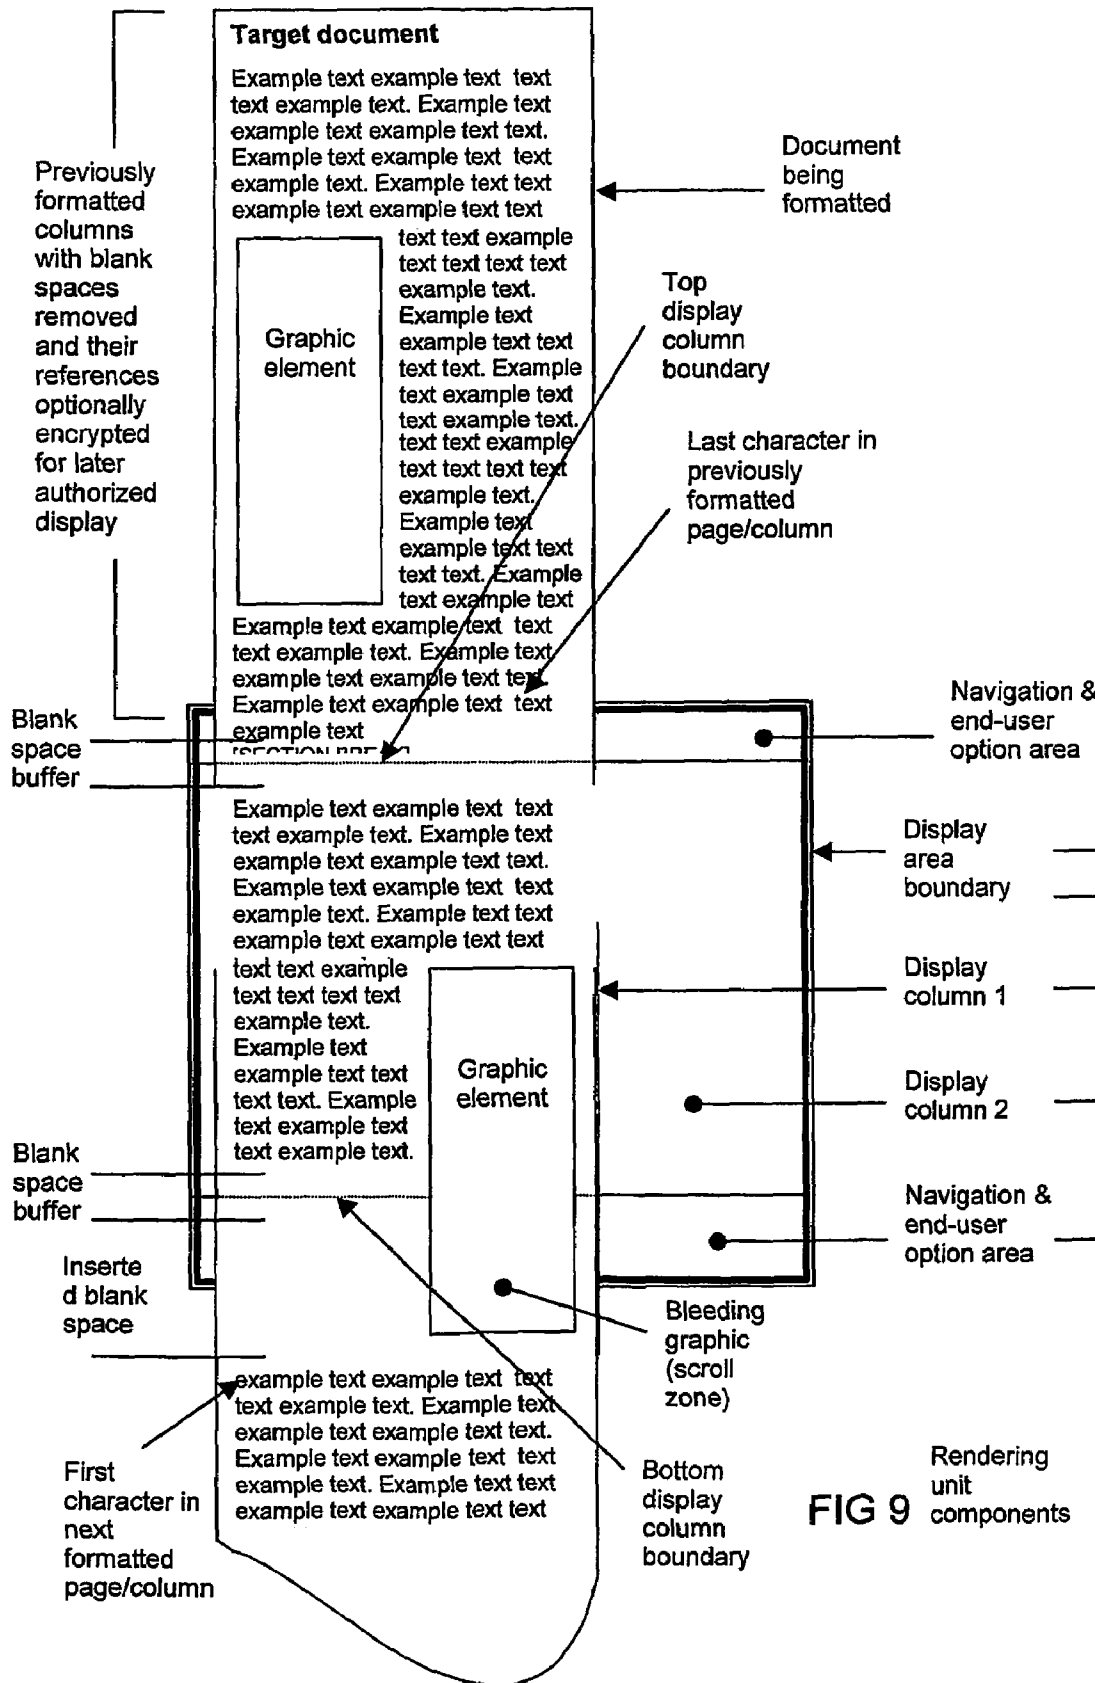 Target document
Example text example text text
text example text. Example text
example text example text text.
Example text example text text
example text. Example text text
example text example text text
text text example
text text text text
example text.
Example text
example text text
text text. Example
text example text
text example text.
text text example
text text text text
example text.
Example text
example text text
text text. Example
text example text
Graphic
element
Example text example text text
text example text. Example text
example text example text text.
Example text example text text
example text
[SECTION BREAK]
Previously
formatted
columns
with blank
spaces
removed
and their
references
optionally
encrypted
for later
authorized
display
Document
being
formatted
Top
display
column
boundary
Last character in
previously
formatted
page/column
Blank
space
buffer
Navigation &
end-user
option area
Example text example text text
text example text. Example text
example text example text text.
Example text example text text
example text. Example text text
example text example text text
text text example
text text text text
example text.
Example text
example text text
text text. Example
text example text
text example text.
Graphic
element
Display
area
boundary
Display
column 1
Display
column 2
Blank
space
buffer
Navigation &
end-user
option area
Inserte
d blank
space
Bleeding
graphic
(scroll
zone)
example text example text text
text example text. Example text
example text example text text.
Example text example text text
example text. Example text text
example text example text text
First
character in
next
formatted
page/column
Bottom
display
column
boundary
FIG 9
Rendering
unit
components